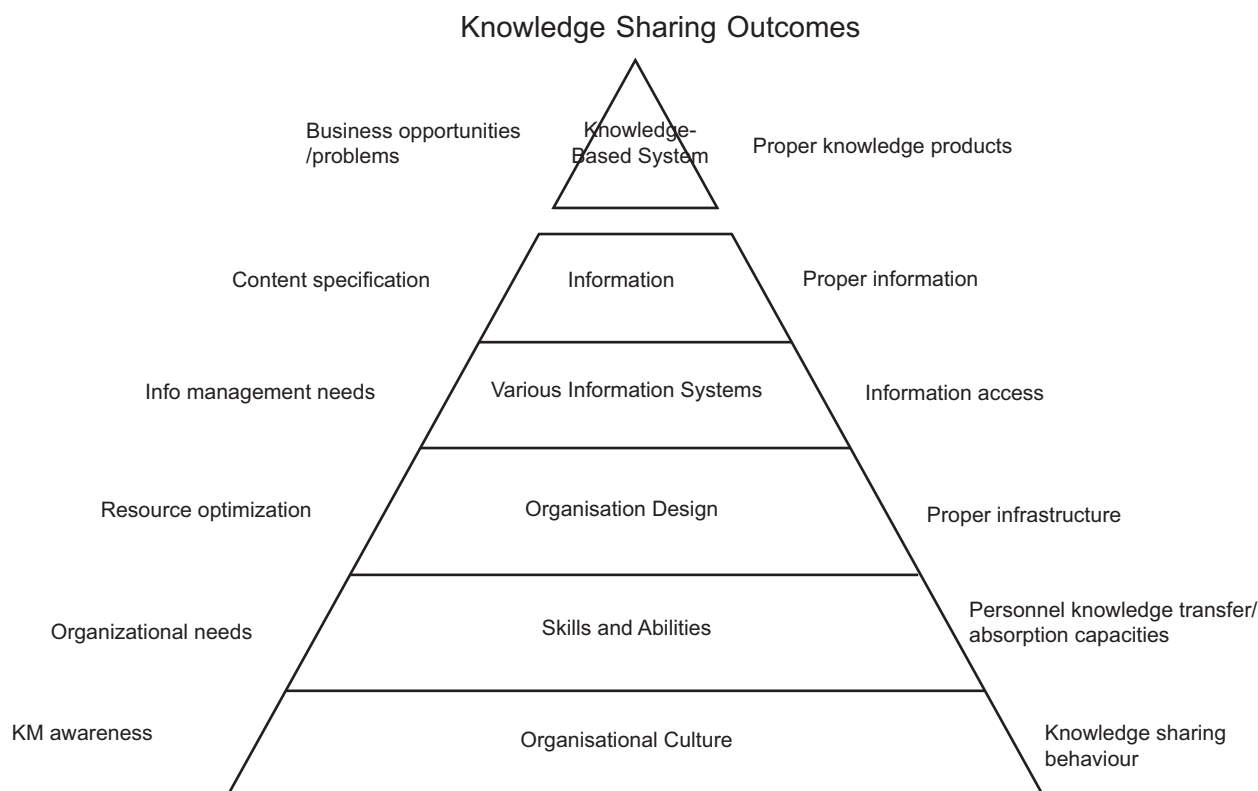 Knowledge Sharing Outcomes
Business opportunities
/problems
Knowledge-
Based System
Proper knowledge products
Content specification
Information
Proper information
Info management needs
Various Information Systems
Information access
Resource optimization
Organisation Design
Proper infrastructure
Organizational needs
Skills and Abilities
Personnel knowledge transfer/
absorption capacities
KM awareness
Organisational Culture
Knowledge sharing
behaviour